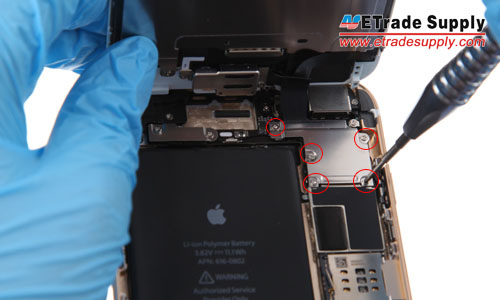 ETrade Supply
www.etradesupply.com
Li-ion Polymer Battery
3.82V 11.1Wh
APN: 616-0802
WARNING
Authorized Service